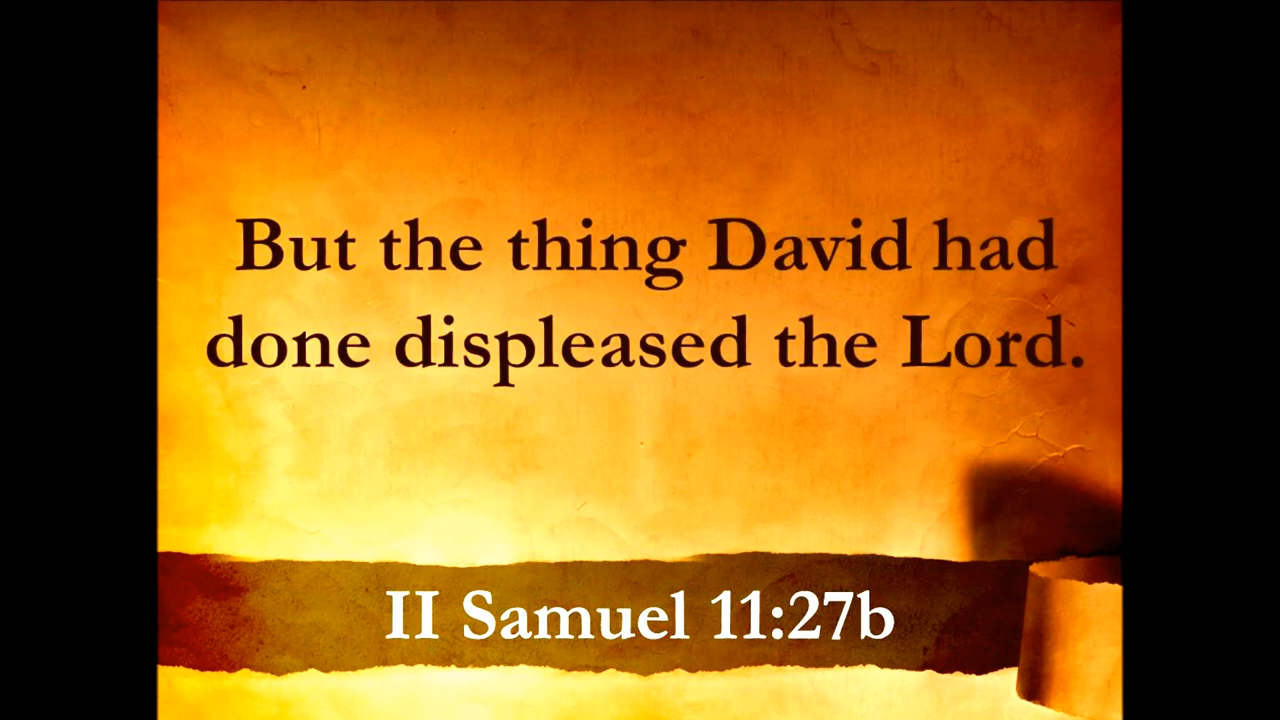 But the thing David had
done displeased the Lord.
II Samuel 11:27b